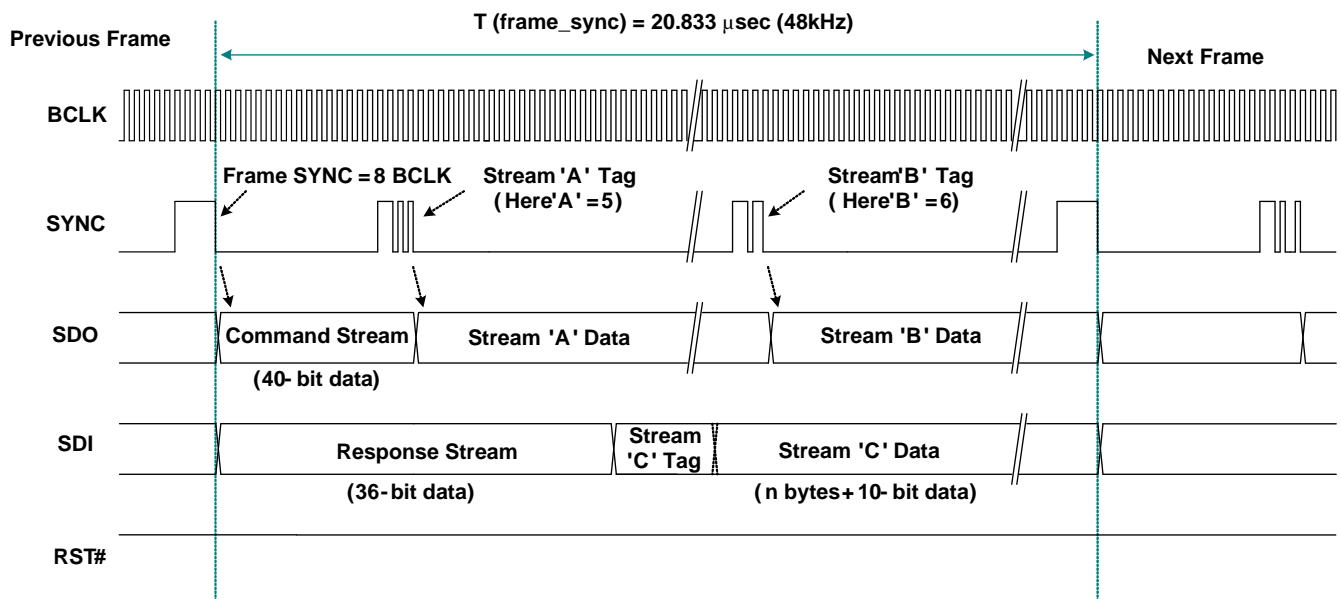 T (frame_sync) = 20.833 μsec (48kHz)
Previous Frame
Next Frame
BCLK
Frame SYNC = 8 BCLK
Stream 'A' Tag
(Here 'A' = 5)
Stream 'B' Tag
(Here 'B' = 6)
SYNC
SDO
Command Stream
Stream 'A' Data
Stream 'B' Data
(40-bit data)
SDI
Response Stream
Stream
'C' Tag
Stream 'C' Data
(36-bit data)
(n bytes + 10-bit data)
RST#